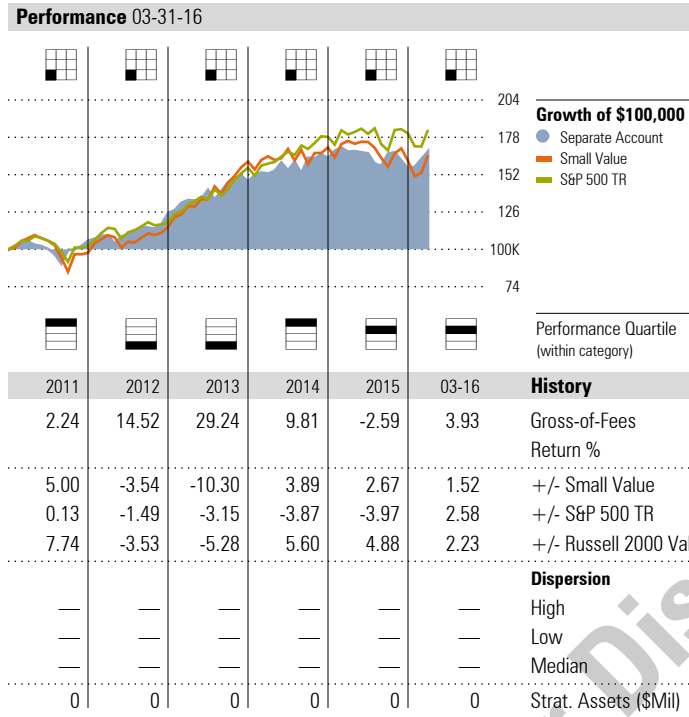 Performance 03-31-16
204
178
152
126
100K
74
Growth of $100,000
Separate Account
Small Value
S&P 500 TR
Performance Quartile
(within category)
2011 2012 2013 2014 2015 03-16 History
2.24 14.52 29.24 9.81 -2.59 3.93 Gross-of-Fees
Return %
5.00 -3.54 -10.30 3.89 2.67 1.52 +/- Small Value
0.13 -1.49 -3.15 -3.87 -3.97 2.58 +/- S&P 500 TR
7.74 -3.53 -5.28 5.60 4.88 2.23 +/- Russell 2000 Val
Dispersion
— — — — — — High
— — — — — — Low
— — — — — — Median
0 0 0 0 0 0 Strat. Assets ($Mil)
Dis